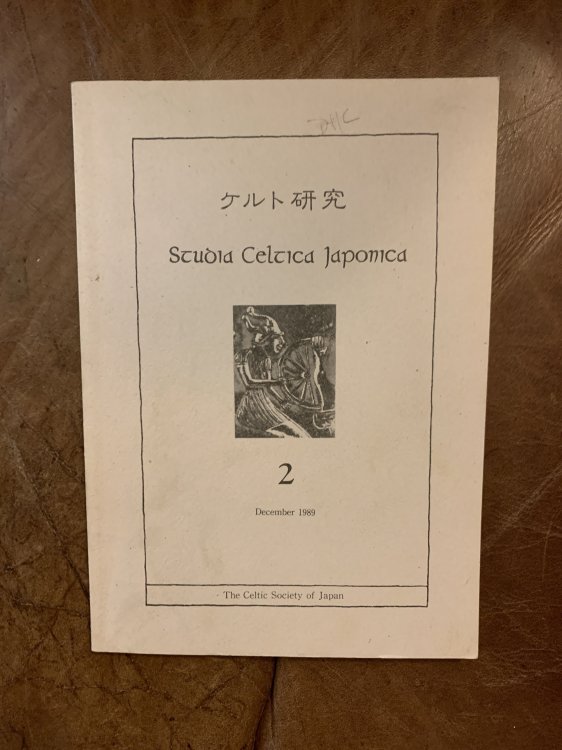 ケルト研究
Studia Celtica Japonica
2
December 1989
The Celtic Society of Japan